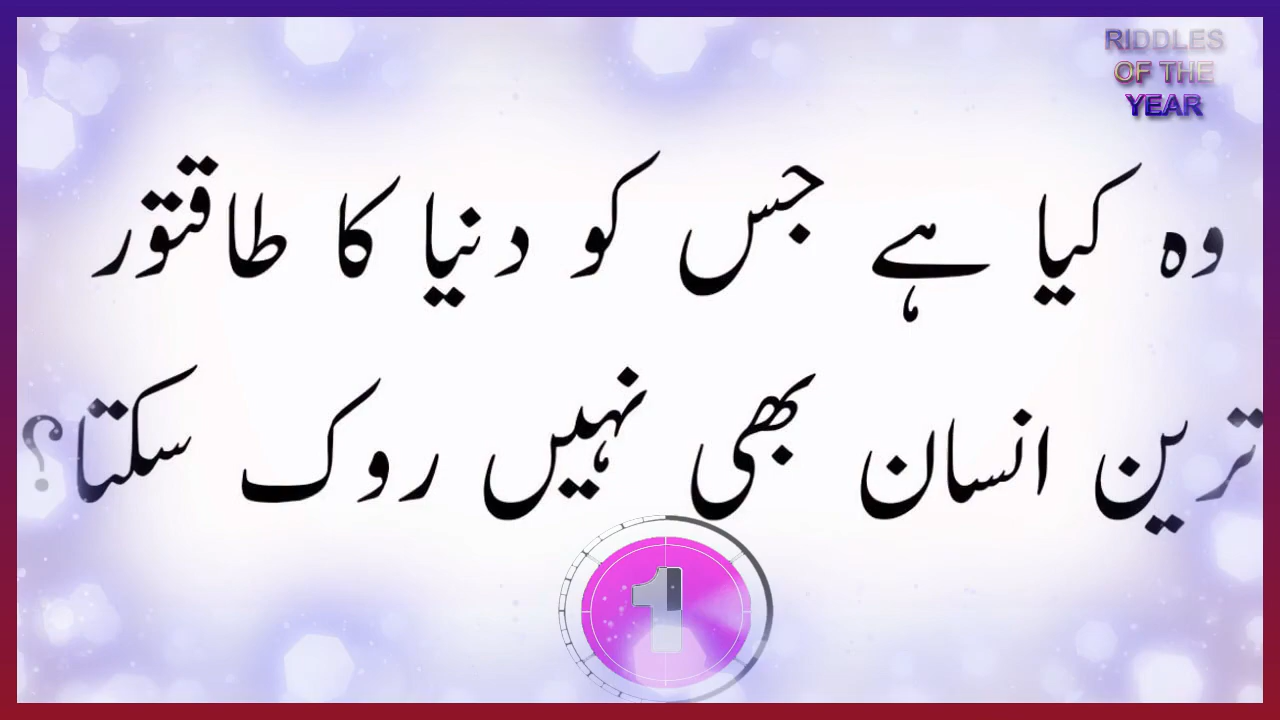 RIDDLES
OF THE
YEAR
وہ کیا ہے جس کو دنیا کا طاقتور
ترین انسان بھی نہیں روک سکتا؟
1